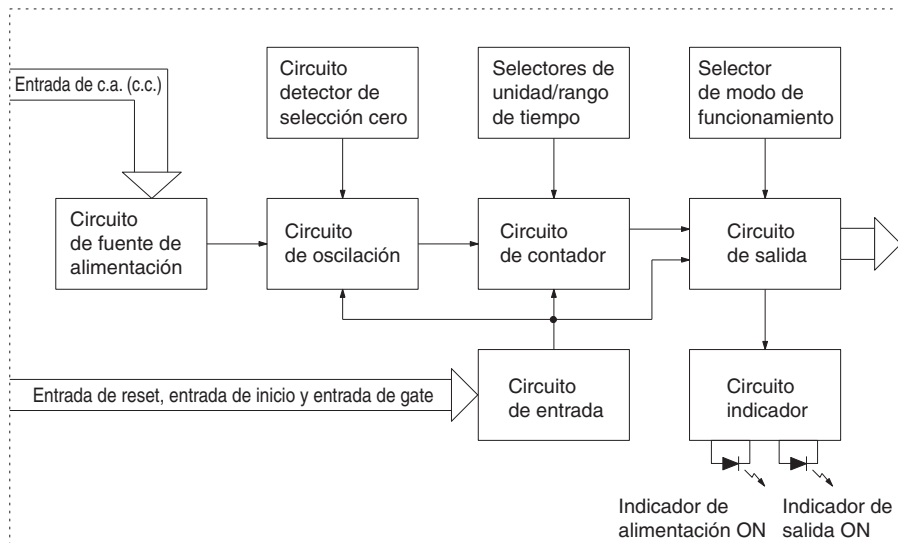 Entrada de c.a. (c.c.)
Circuito
detector de
selección cero
Selectores de
unidad/rango
de tiempo
Selector
de modo de
funcionamiento
Circuito
de fuente de
alimentación
Circuito
de oscilación
Circuito
de contador
Circuito
de salida
Entrada de reset, entrada de inicio y entrada de gate
Circuito
de entrada
Circuito
indicador
Indicador de
alimentación ON
Indicador de
salida ON